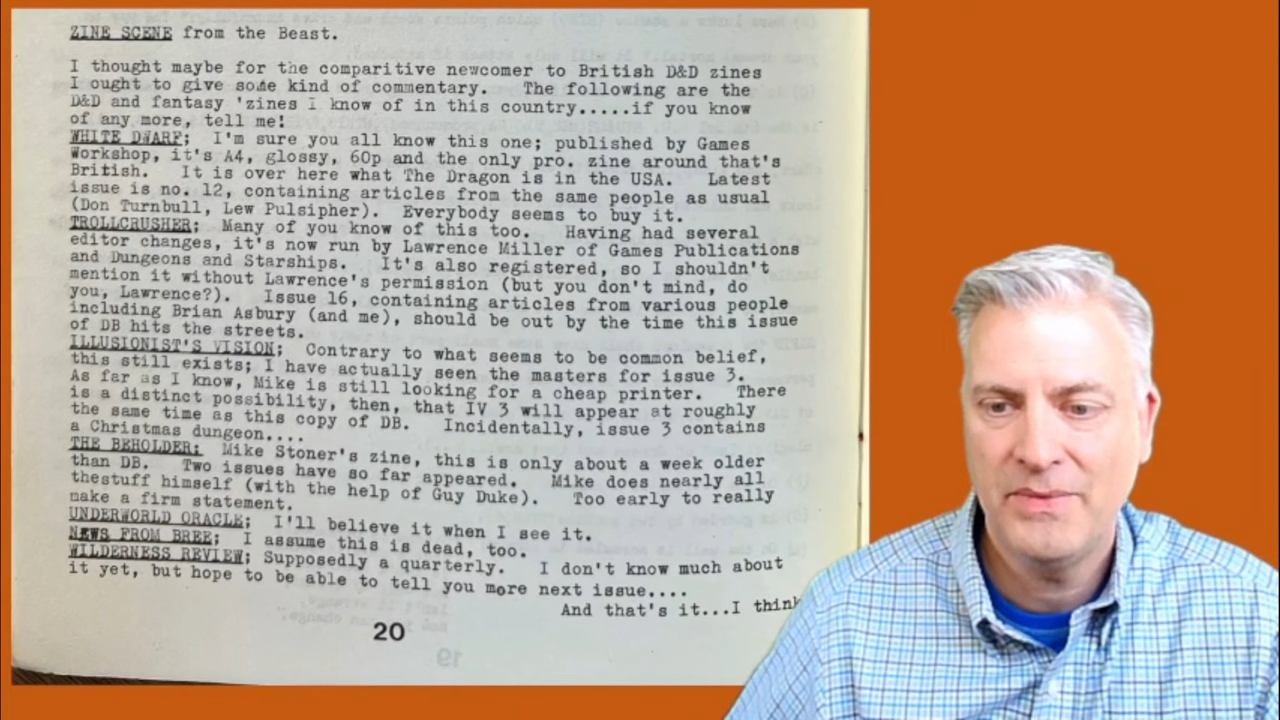 ZINE SCENE from the Beast.
I thought maybe for the comparitive newcomer to British D&D zines
I ought to give some kind of commentary. The following are the
D&D and fantasy 'zines I know of in this country.....if you know
of any more, tell me!
WHITE DWARF; I'm sure you all know this one; published by Games
Workshop, it's A4, glossy, 60p and the only pro. zine around that's
British. It is over here what The Dragon is in the USA. Latest
issue is no. 12, containing articles from the same people as usual
(Don Turnbull, Lew Pulsipher). Everybody seems to buy it.
TROLLCRUSHER; Many of you know of this too. Having had several
editor changes, it's now run by Lawrence Miller of Games Publications
and Dungeons and Starships. It's also registered, so I shouldn't
mention it without Lawrence's permission (but you don't mind, do
you, Lawrence?). Issue 16, containing articles from various people
including Brian Asbury (and me), should be out by the time this issue
of DB hits the streets.
ILLUSIONIST'S VISION; Contrary to what seems to be common belief,
this still exists; I have actually seen the masters for issue 3.
As far as I know, Mike is still looking for a cheap printer. There
is a distinct possibility, then, that IV 3 will appear at roughly
the same time as this copy of DB. Incidentally, issue 3 contains
a Christmas dungeon....
THE BEHOLDER; Mike Stoner's zine, this is only about a week older
than DB. Two issues have so far appeared. Mike does nearly all
thestuff himself (with the help of Guy Duke). Too early to really
make a firm statement.
UNDERWORLD ORACLE; I'll believe it when I see it.
NEWS FROM BREE; I assume this is dead, too.
WILDERNESS REVIEW; Supposedly a quarterly. I don't know much about
it yet, but hope to be able to tell you more next issue....
And that's it...I think
20
19